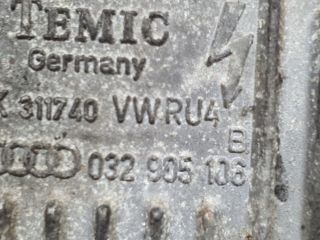 TEMIC
Germany
K 311740 VWRU4
B
032 905 106